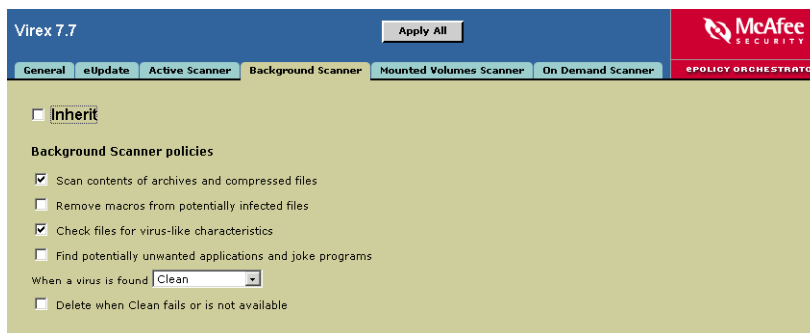 Virex 7.7
Apply All
McAfee
SECURITY
General eUpdate Active Scanner Background Scanner Mounted Volumes Scanner On Demand Scanner
ePOLICY ORCHESTRATO
Inherit
Background Scanner policies
Scan contents of archives and compressed files
Remove macros from potentially infected files
Check files for virus-like characteristics
Find potentially unwanted applications and joke programs
When a virus is found Clean
Delete when Clean fails or is not available